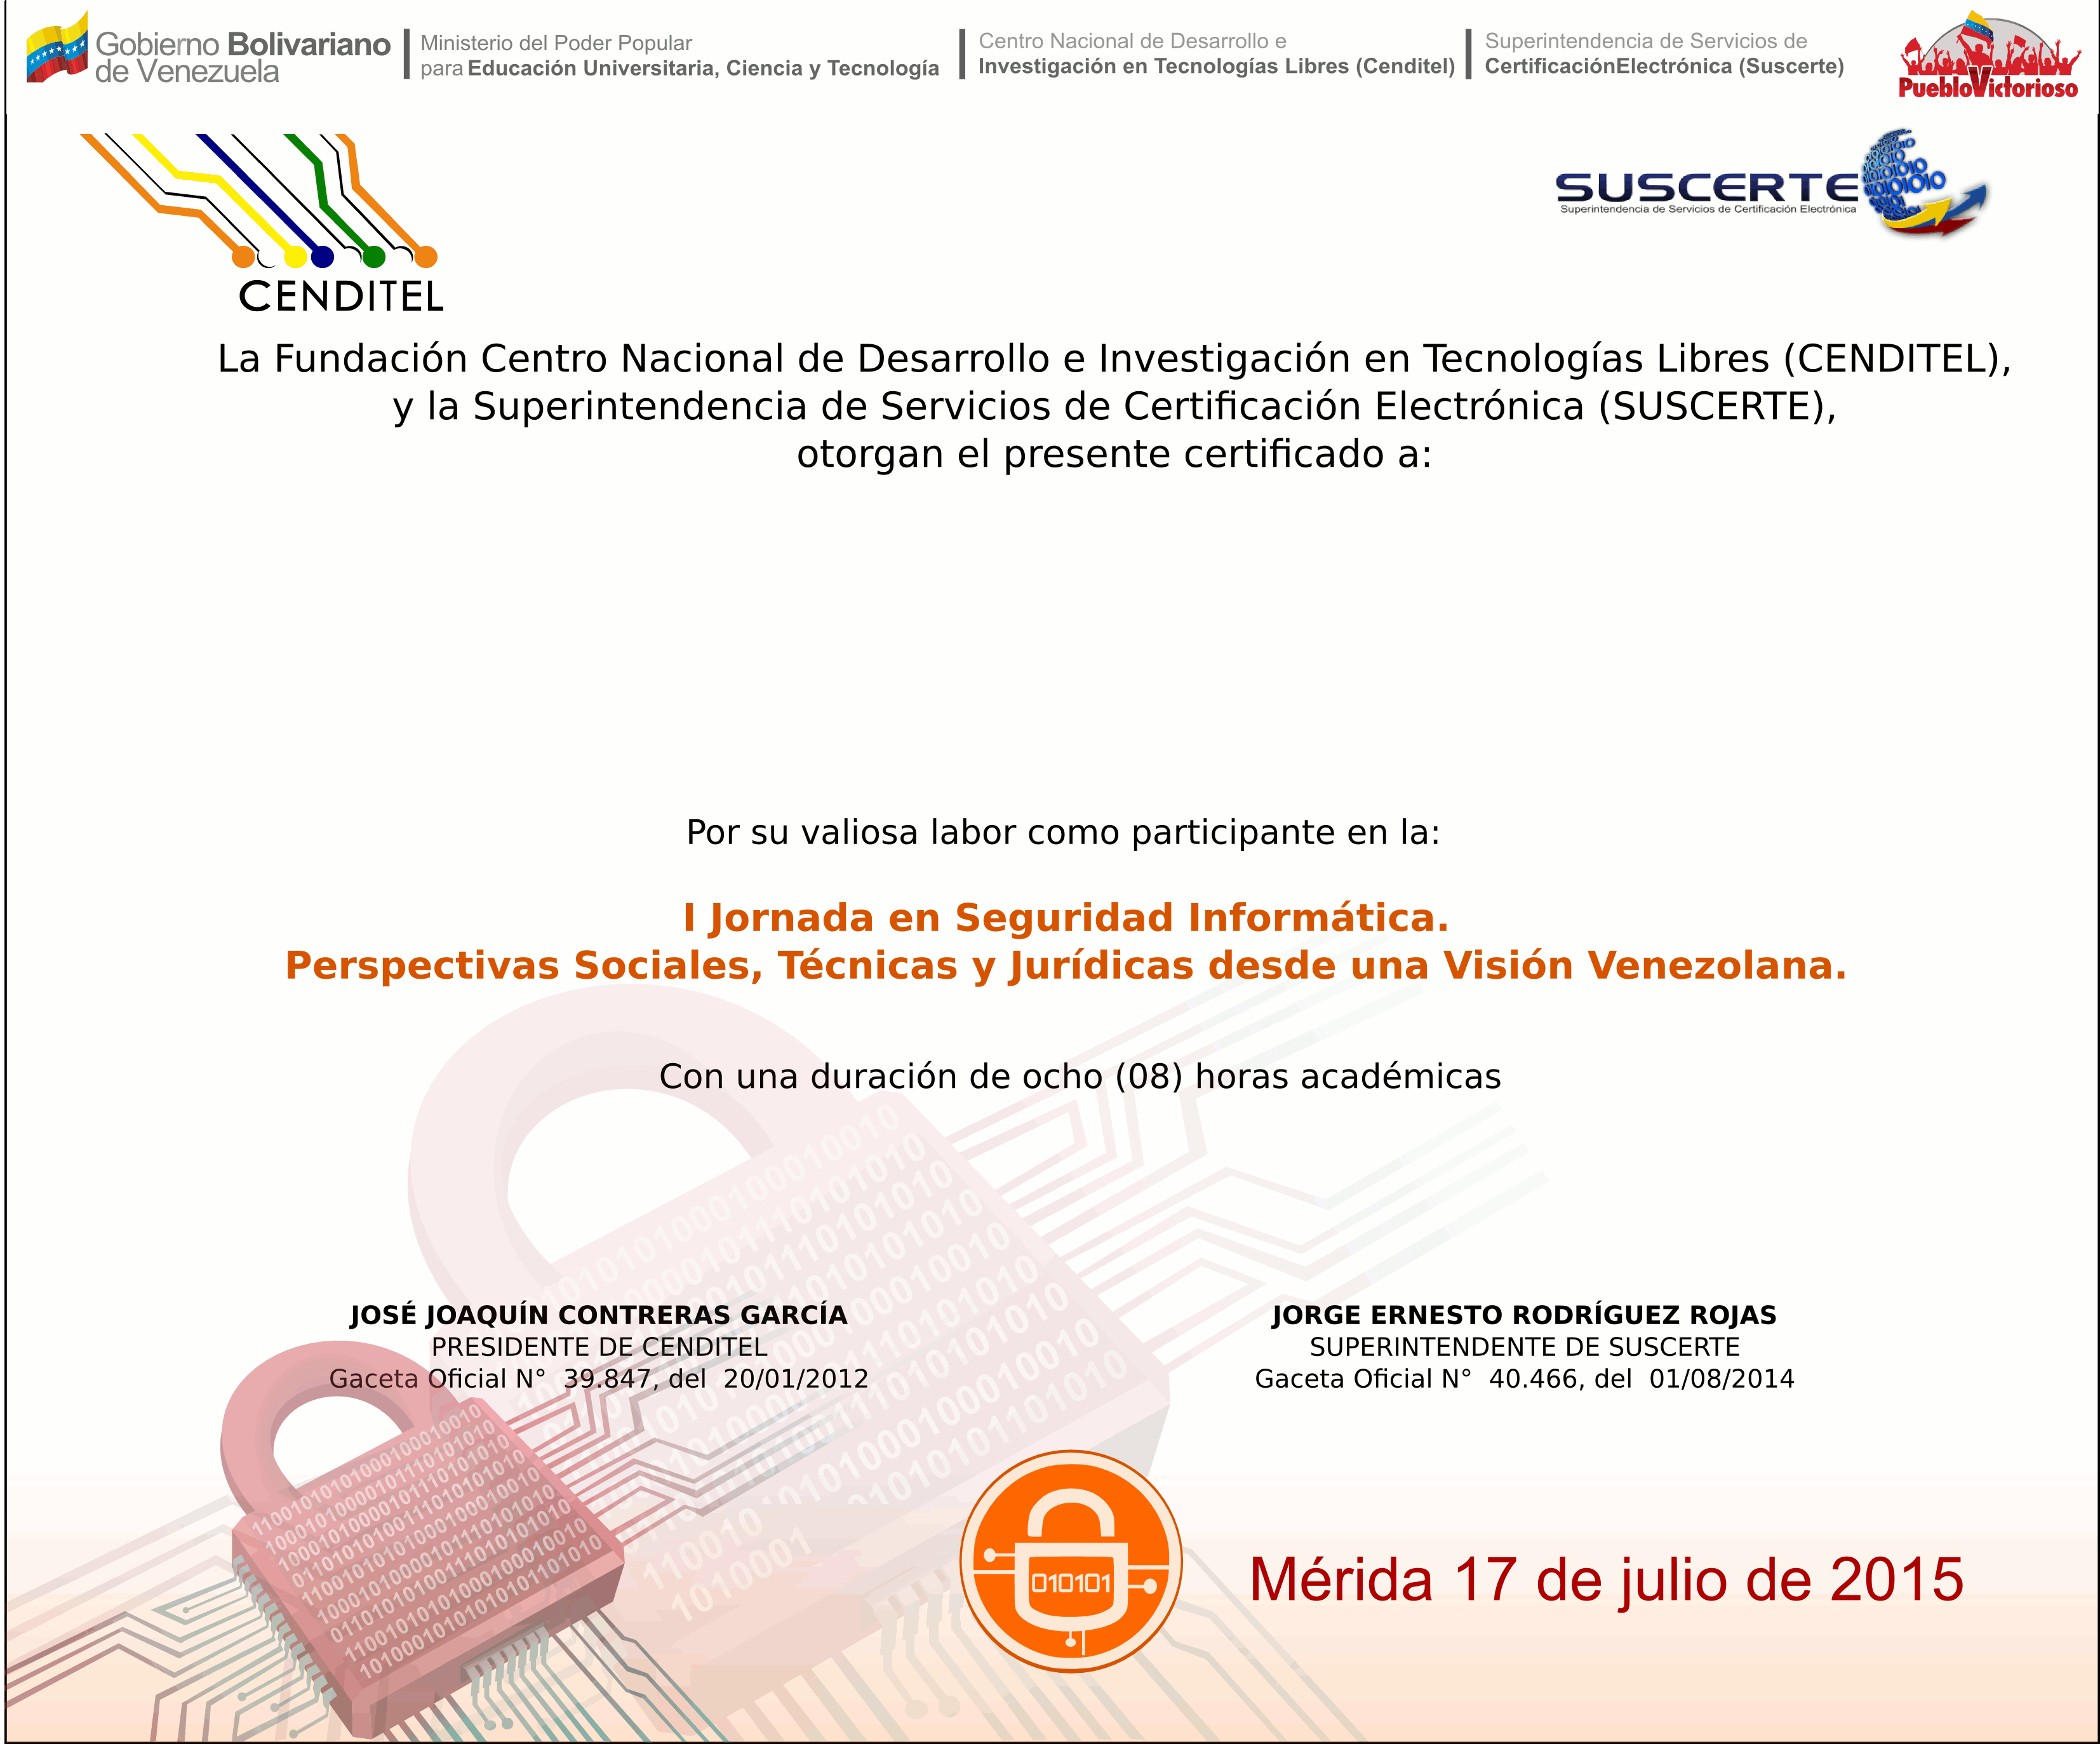 Gobierno Bolivariano
de Venezuela
Ministerio del Poder Popular
para Educación Universitaria, Ciencia y Tecnología
Centro Nacional de Desarrollo e
Investigación en Tecnologías Libres (Cenditel)
Superintendencia de Servicios de
CertificaciónElectrónica (Suscerte)
PuebloVictorioso
CENDITEL
SUSCERTE
Superintendencia de Servicios de Certificación Electrónica
La Fundación Centro Nacional de Desarrollo e Investigación en Tecnologías Libres (CENDITEL),
y la Superintendencia de Servicios de Certificación Electrónica (SUSCERTE),
otorgan el presente certificado a:
Por su valiosa labor como participante en la:
I Jornada en Seguridad Informática.
Perspectivas Sociales, Técnicas y Jurídicas desde una Visión Venezolana.
Con una duración de ocho (08) horas académicas
JOSÉ JOAQUÍN CONTRERAS GARCÍA
PRESIDENTE DE CENDITEL
Gaceta Oficial N° 39.847, del 20/01/2012
JORGE ERNESTO RODRÍGUEZ ROJAS
SUPERINTENDENTE DE SUSCERTE
Gaceta Oficial N° 40.466, del 01/08/2014
010101
Mérida 17 de julio de 2015